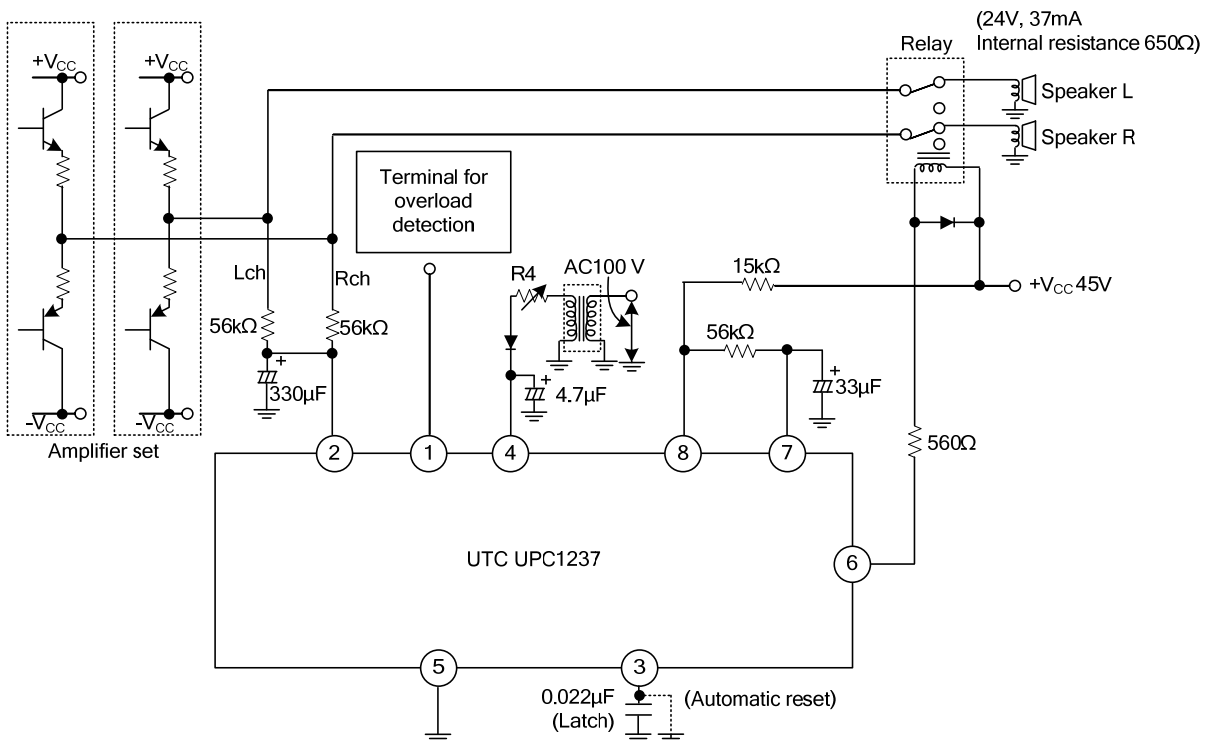 (24V, 37mA
Internal resistance 650Ω)
Relay
+VCC
+VCC
Speaker L
Speaker R
Terminal for
overload
detection
Lch
Rch
R4
AC100 V
15kΩ
+VCC 45V
56kΩ
56kΩ
56kΩ
+
330µF
+
4.7µF
+
33µF
-VCC
-VCC
Amplifier set
560Ω
2
1
4
8
7
UTC UPC1237
6
5
3
0.022µF
(Latch)
(Automatic reset)